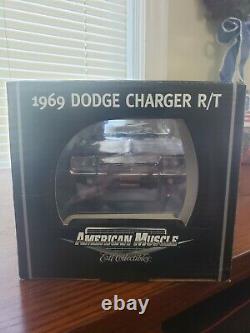 1969 DODGE CHARGER R/T
AMERICAN MUSCLE
Ertl Collectibles